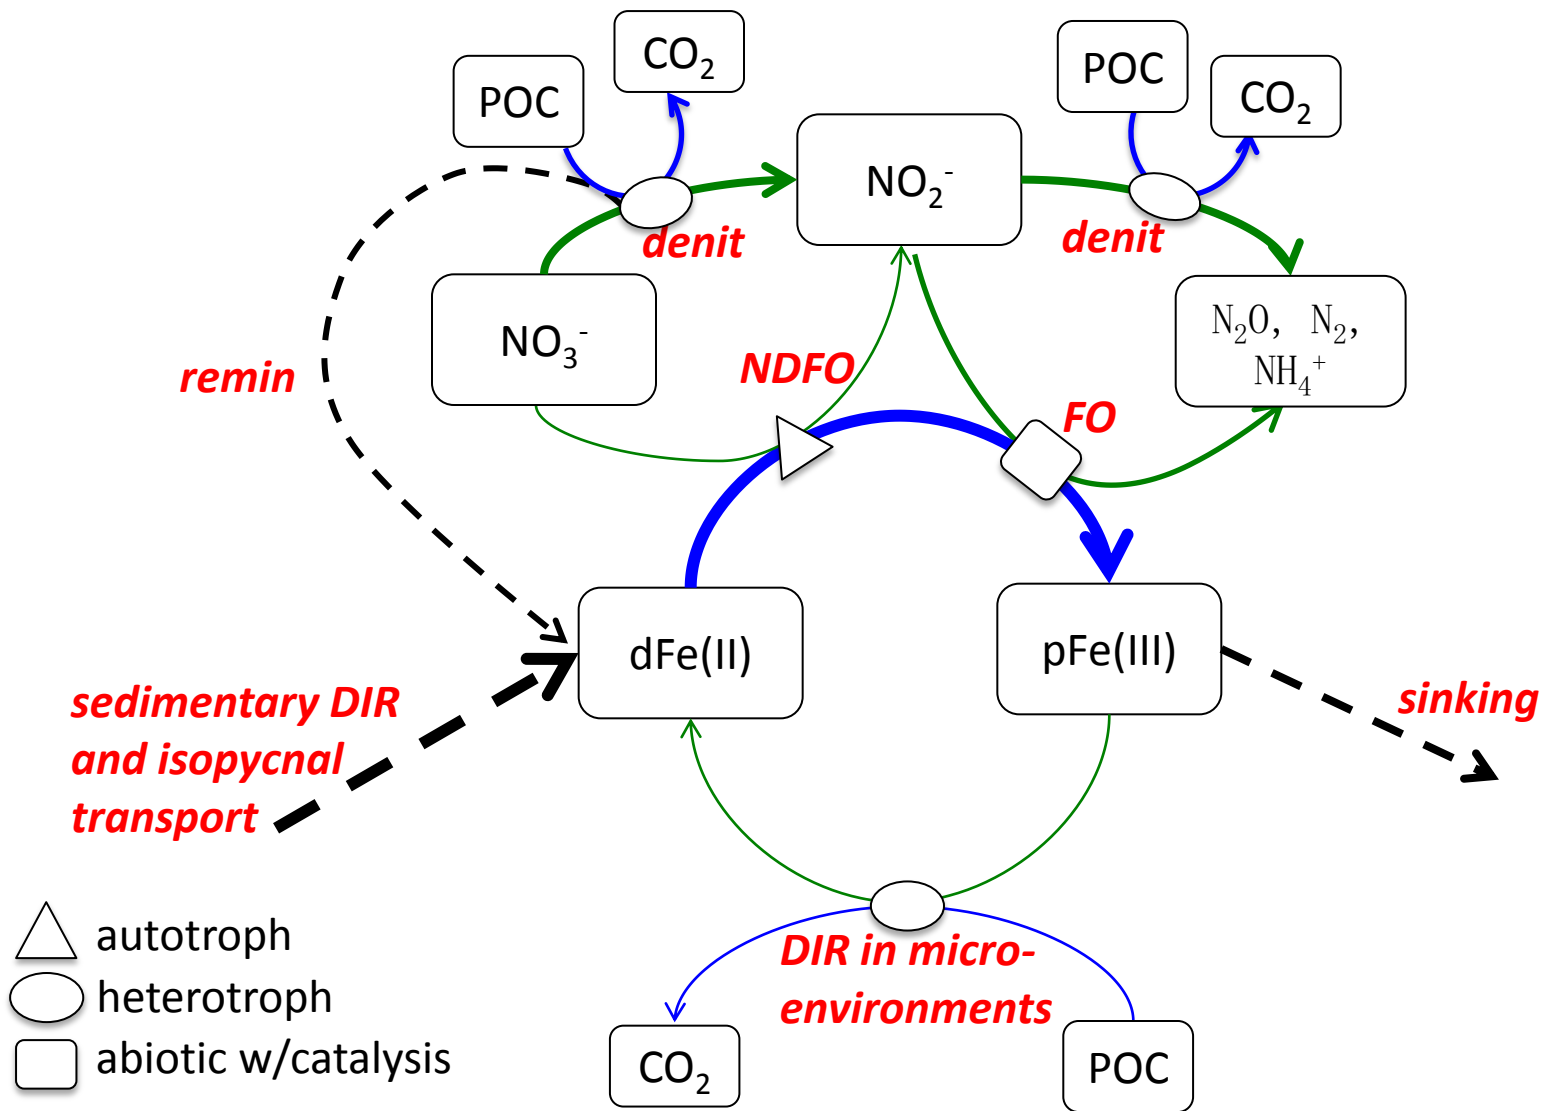 CO₂
POC
POC
CO₂
NO₂⁻
denit
denit
NO₃⁻
N₂O, N₂,
NH₄⁺
remin
NDFO
FO
dFe(II)
pFe(III)
sedimentary DIR
and isopycnal
transport
sinking
autotroph
heterotroph
abiotic w/catalysis
DIR in micro-
environments
CO₂
POC